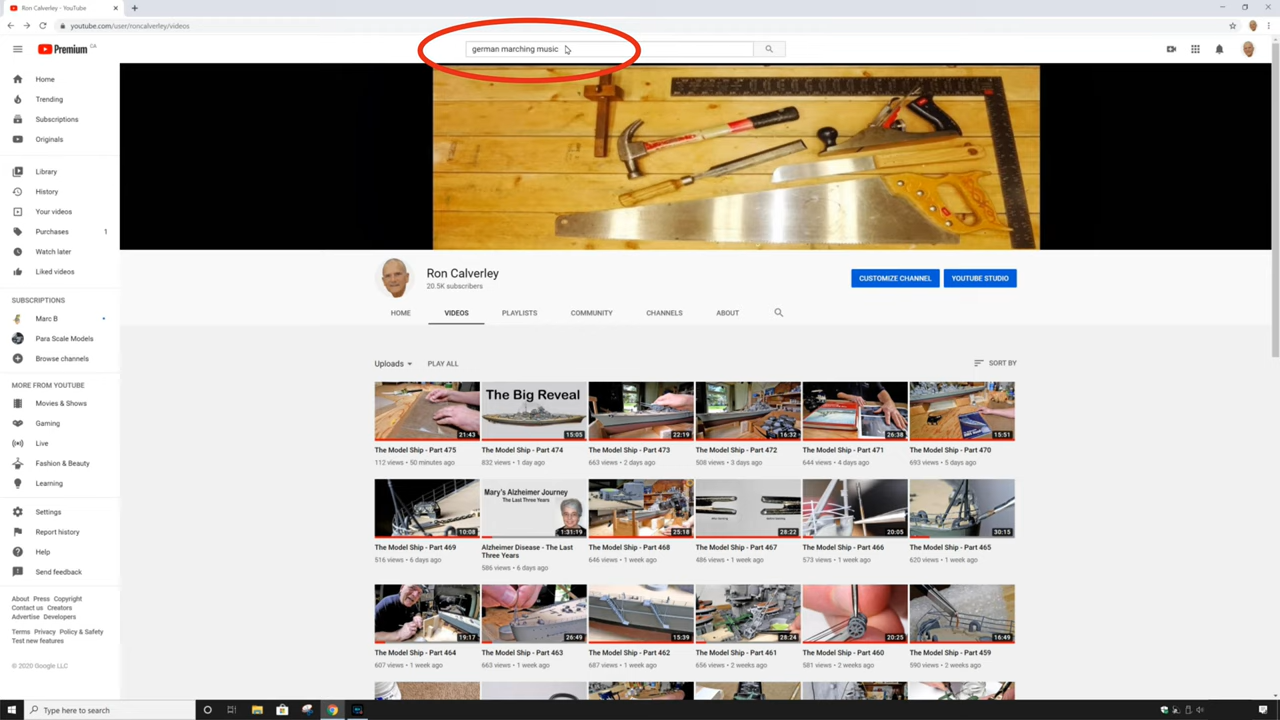 Ron Calverley - YouTube
youtube.com/user/roncalverley/videos
Premium CA
german marching music
Home
Trending
Subscriptions
Originals
Library
History
Your videos
Purchases 1
Watch later
Liked videos
SUBSCRIPTIONS
Marc B
Para Scale Models
Browse channels
MORE FROM YOUTUBE
Movies & Shows
Gaming
Live
Fashion & Beauty
Learning
Settings
Report history
Help
Send feedback
About Press Copyright
Contact us Creators
Advertise Developers
Terms Privacy Policy & Safety
Test new features
© 2020 Google LLC
Ron Calverley
20.5K subscribers
CUSTOMIZE CHANNEL YOUTUBE STUDIO
HOME VIDEOS PLAYLISTS COMMUNITY CHANNELS ABOUT
Uploads PLAY ALL SORT BY
The Big Reveal
21:43 15:05 22:19 16:32 26:38 15:51
The Model Ship - Part 475 The Model Ship - Part 474 The Model Ship - Part 473 The Model Ship - Part 472 The Model Ship - Part 471 The Model Ship - Part 470
112 views • 50 minutes ago 832 views • 1 day ago 663 views • 2 days ago 508 views • 3 days ago 644 views • 4 days ago 693 views • 5 days ago
Mary's Alzheimer Journey
The Last Three Years
10:08 1:31:19 25:18 28:22 20:05 30:15
The Model Ship - Part 469 Alzheimer Disease - The Last The Model Ship - Part 468 The Model Ship - Part 467 The Model Ship - Part 466 The Model Ship - Part 465
Three Years
516 views • 6 days ago 646 views • 1 week ago 486 views • 1 week ago 573 views • 1 week ago 620 views • 1 week ago
586 views • 6 days ago
19:17 26:49 15:39 28:24 20:25 16:49
The Model Ship - Part 464 The Model Ship - Part 463 The Model Ship - Part 462 The Model Ship - Part 461 The Model Ship - Part 460 The Model Ship - Part 459
607 views • 1 week ago 663 views • 1 week ago 687 views • 1 week ago 656 views • 2 weeks ago 581 views • 2 weeks ago 590 views • 2 weeks ago
Type here to search